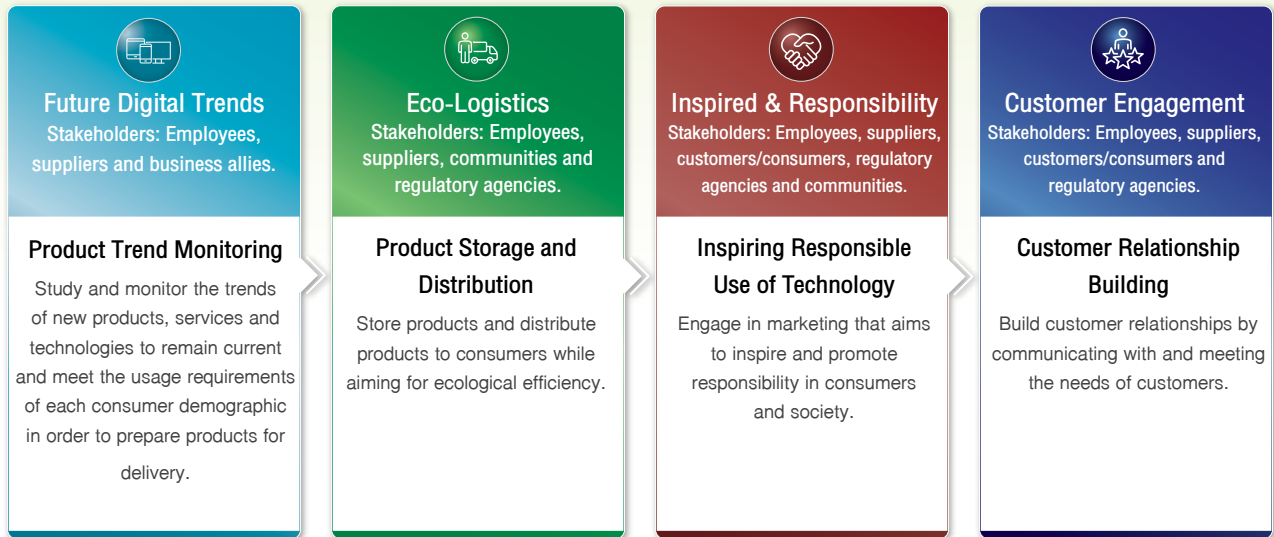 Future Digital Trends
Stakeholders: Employees,
suppliers and business allies.
Product Trend Monitoring
Study and monitor the trends
of new products, services and
technologies to remain current
and meet the usage requirements
of each consumer demographic
in order to prepare products for
delivery.
Eco-Logistics
Stakeholders: Employees,
suppliers, communities and
regulatory agencies.
Product Storage and
Distribution
Store products and distribute
products to consumers while
aiming for ecological efficiency.
Inspired & Responsibility
Stakeholders: Employees, suppliers,
customers/consumers, regulatory
agencies and communities.
Inspiring Responsible
Use of Technology
Engage in marketing that aims
to inspire and promote
responsibility in consumers
and society.
Customer Engagement
Stakeholders: Employees, suppliers,
customers/consumers and
regulatory agencies.
Customer Relationship
Building
Build customer relationships by
communicating with and meeting
the needs of customers.